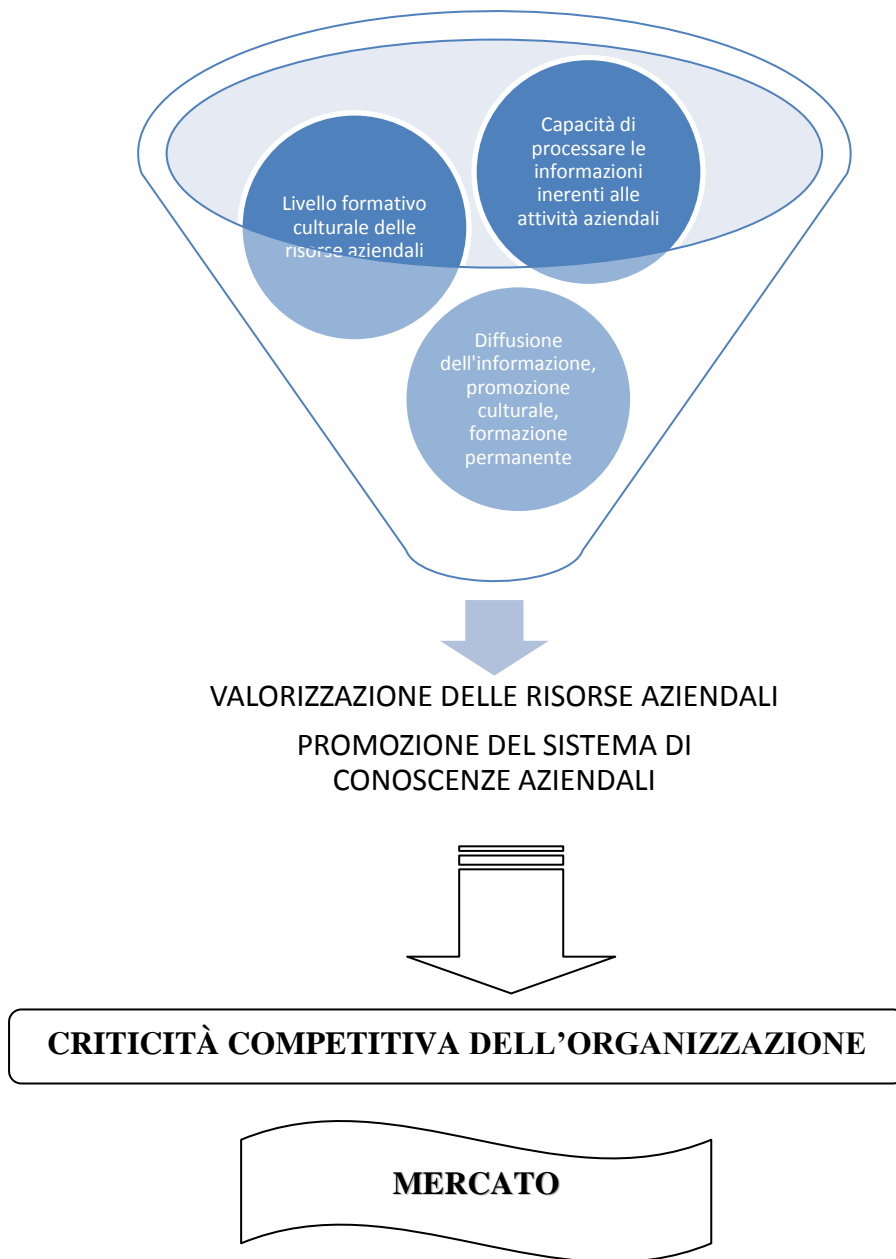 Capacità di
processare le
informazioni
inerenti alle
attività aziendali
Livello formativo
culturale delle
risorse aziendali
Diffusione
dell'informazione,
promozione
culturale,
formazione
permanente
VALORIZZAZIONE DELLE RISORSE AZIENDALI
PROMOZIONE DEL SISTEMA DI
CONOSCENZE AZIENDALI
CRITICITÀ COMPETITIVA DELL’ORGANIZZAZIONE
MERCATO